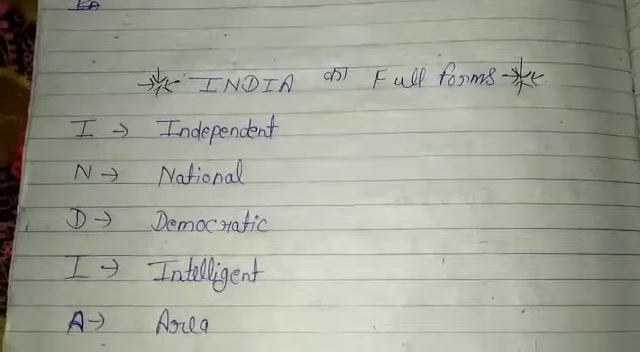 INDIA का Full forms
I → Independent
N → National
D → Democratic
I → Intelligent
A → Area